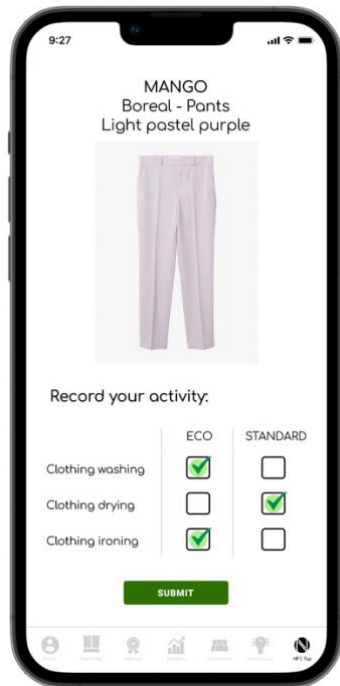 9:27
MANGO
Boreal - Pants
Light pastel purple
Record your activity:
ECO STANDARD
Clothing washing
Clothing drying
Clothing ironing
SUBMIT
NFC Tap